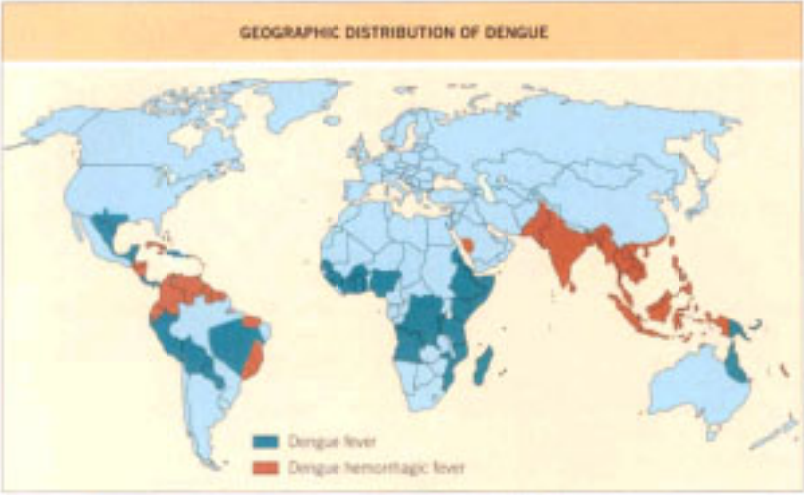 GEOGRAPHIC DISTRIBUTION OF DENGUE
Dengue fever
Dengue hemorrhagic fever